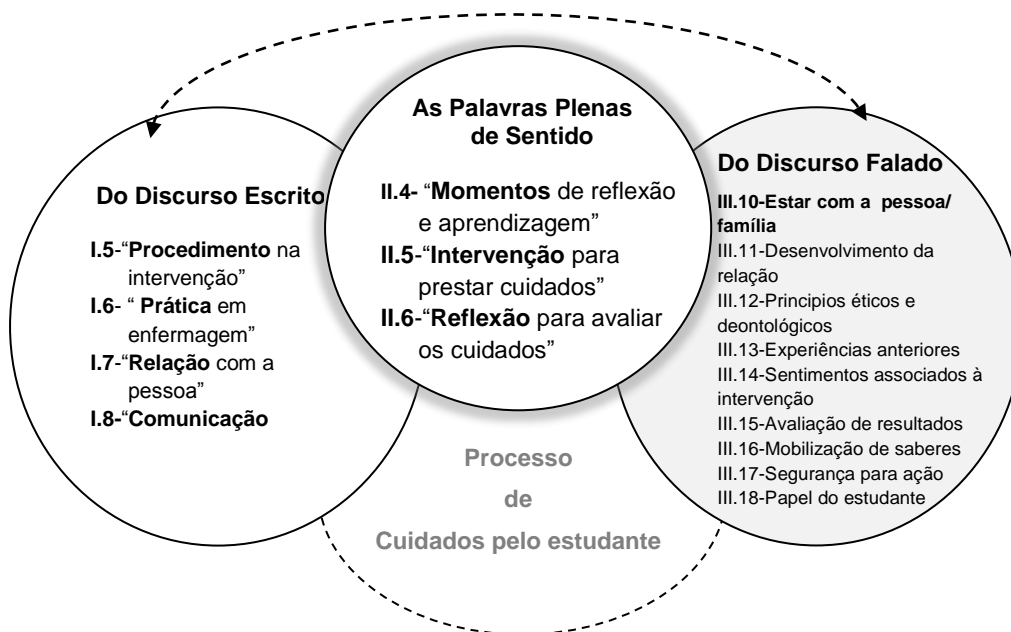 As Palavras Plenas
de Sentido
II.4- “Momentos de reflexão
e aprendizagem”
II.5-“Intervenção para
prestar cuidados”
II.6-“Reflexão para avaliar
os cuidados”
Do Discurso Escrito
I.5-“Procedimento na
intervenção”
I.6- “ Prática em
enfermagem”
I.7-“Relação com a
pessoa”
I.8-“Comunicação
Do Discurso Falado
III.10-Estar com a pessoa/
família
III.11-Desenvolvimento da
relação
III.12-Principios éticos e
deontológicos
III.13-Experiências anteriores
III.14-Sentimentos associados à
intervenção
III.15-Avaliação de resultados
III.16-Mobilização de saberes
III.17-Segurança para ação
III.18-Papel do estudante
Processo
de
Cuidados pelo estudante